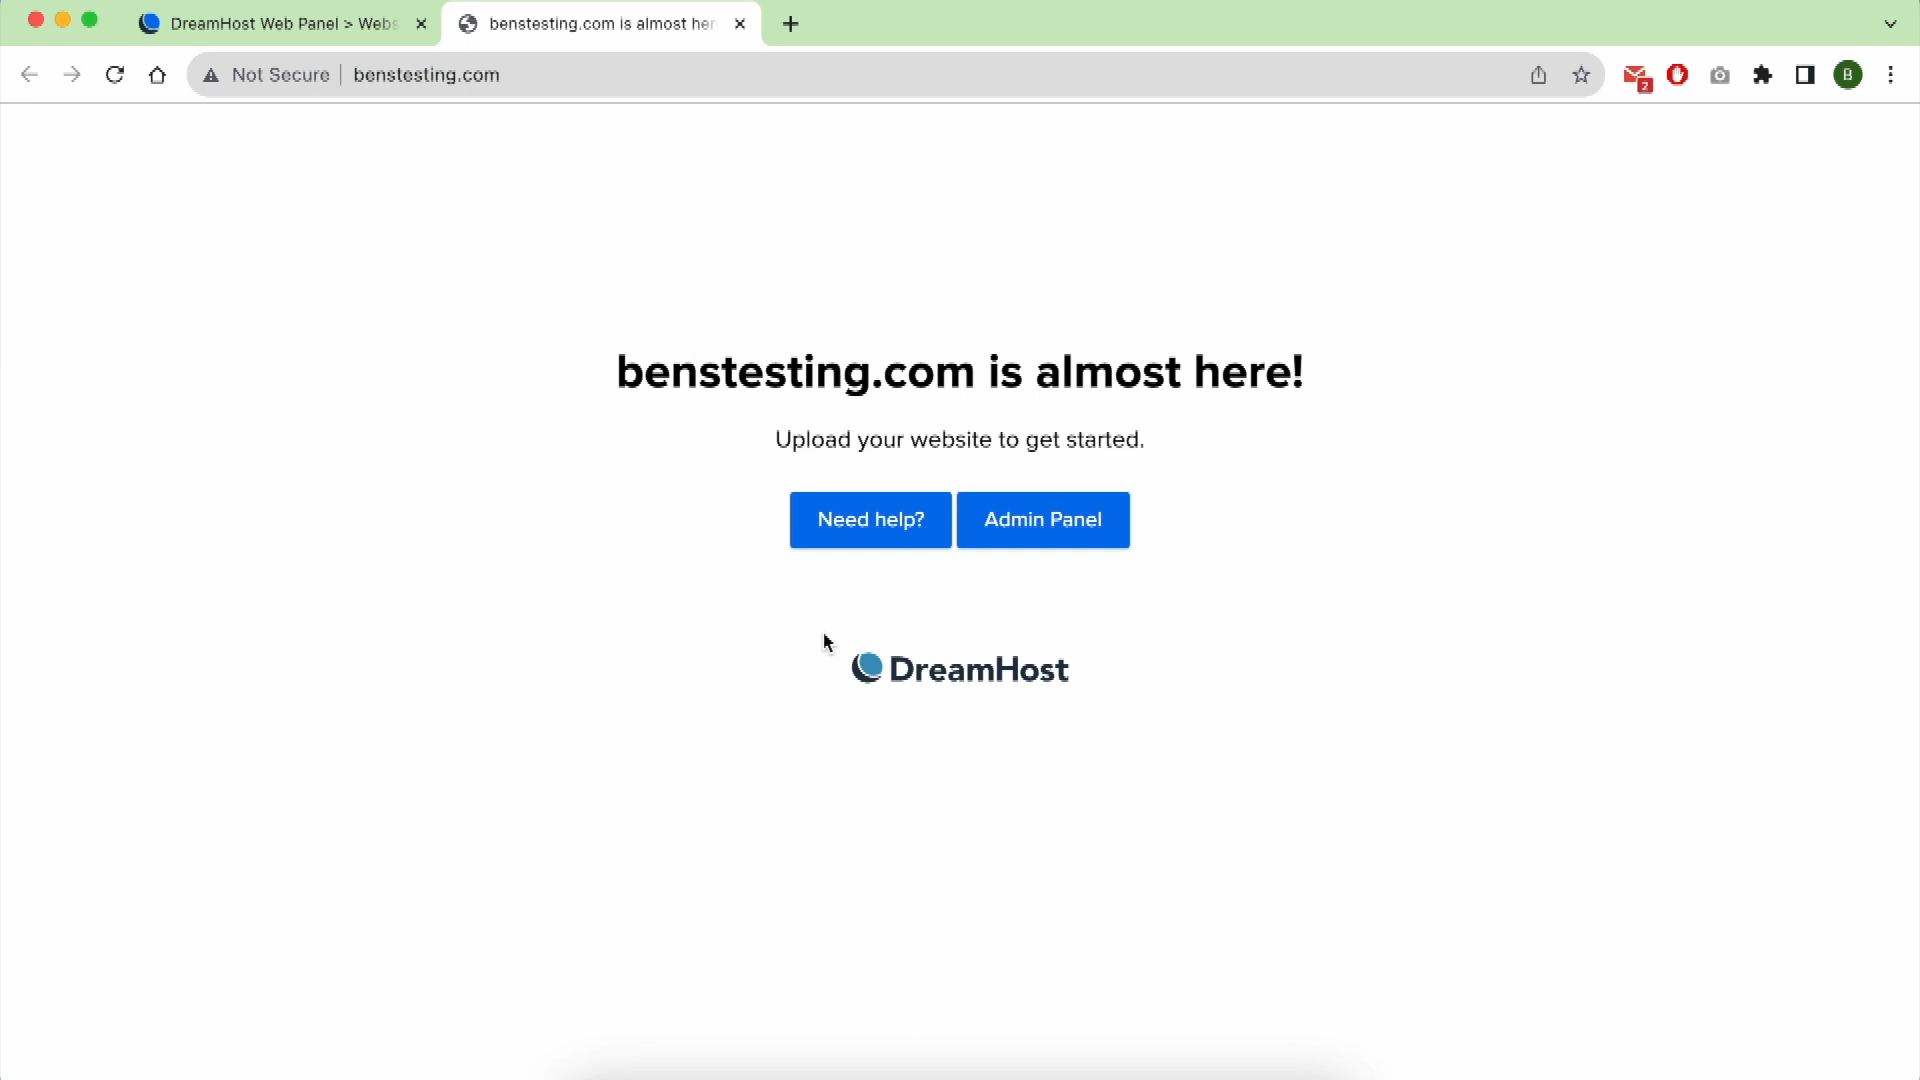 DreamHost Web Panel > Webs
benstesting.com is almost her
Not Secure
benstesting.com
2
B
benstesting.com is almost here!
Upload your website to get started.
Need help?
Admin Panel
DreamHost